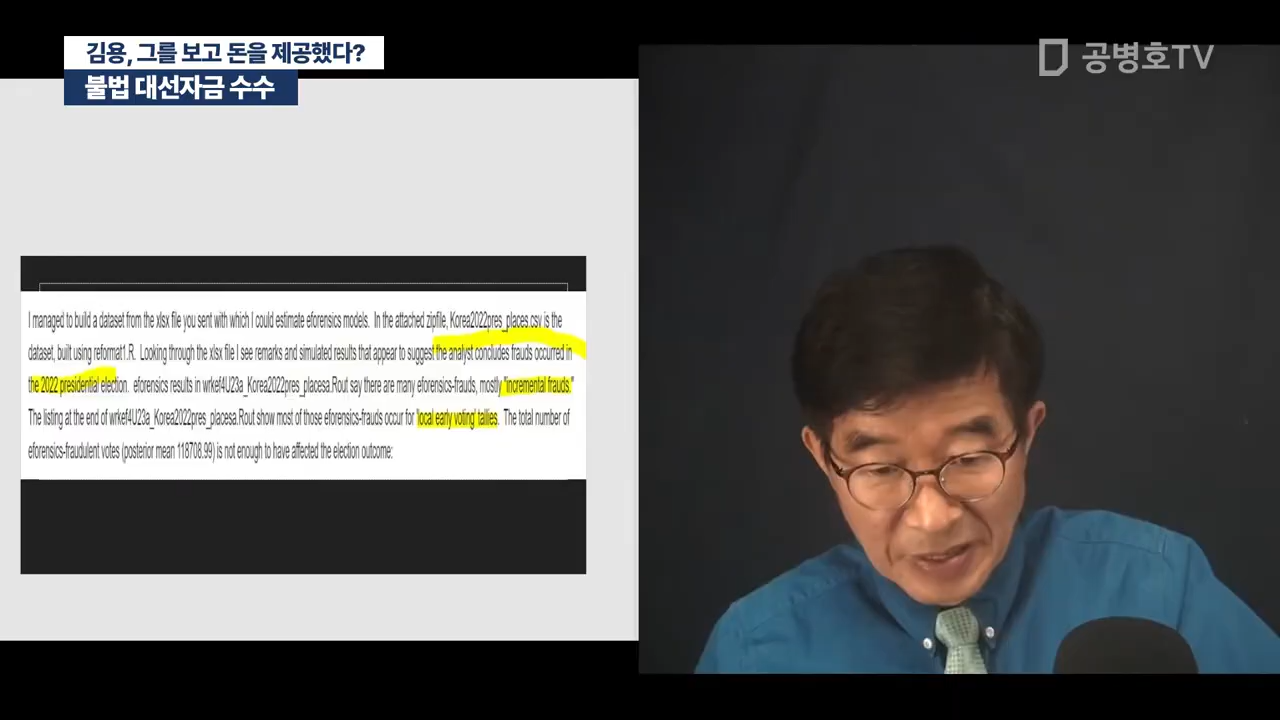 김용, 그를 보고 돈을 제공했다?
불법 대선자금 수수
공병호TV
I managed to build a dataset from the xlsx file you sent with which I could estimate eforensics models. In the attached zipfile, Korea2022pres_places.csv is the
dataset, built using reformat1.R. Looking through the xlsx file I see remarks and simulated results that appear to suggest the analyst concludes frauds occurred in
the 2022 presidential election. eforensics results in wrkef4U23a_Korea2022pres_placesa.Rout say there are many eforensics-frauds, mostly "incremental frauds."
The listing at the end of wrkef4U23a_Korea2022pres_placesa.Rout show most of those eforensics-frauds occur for 'local early voting' tallies. The total number of
eforensics-fraudulent votes (posterior mean 118708.99) is not enough to have affected the election outcome: